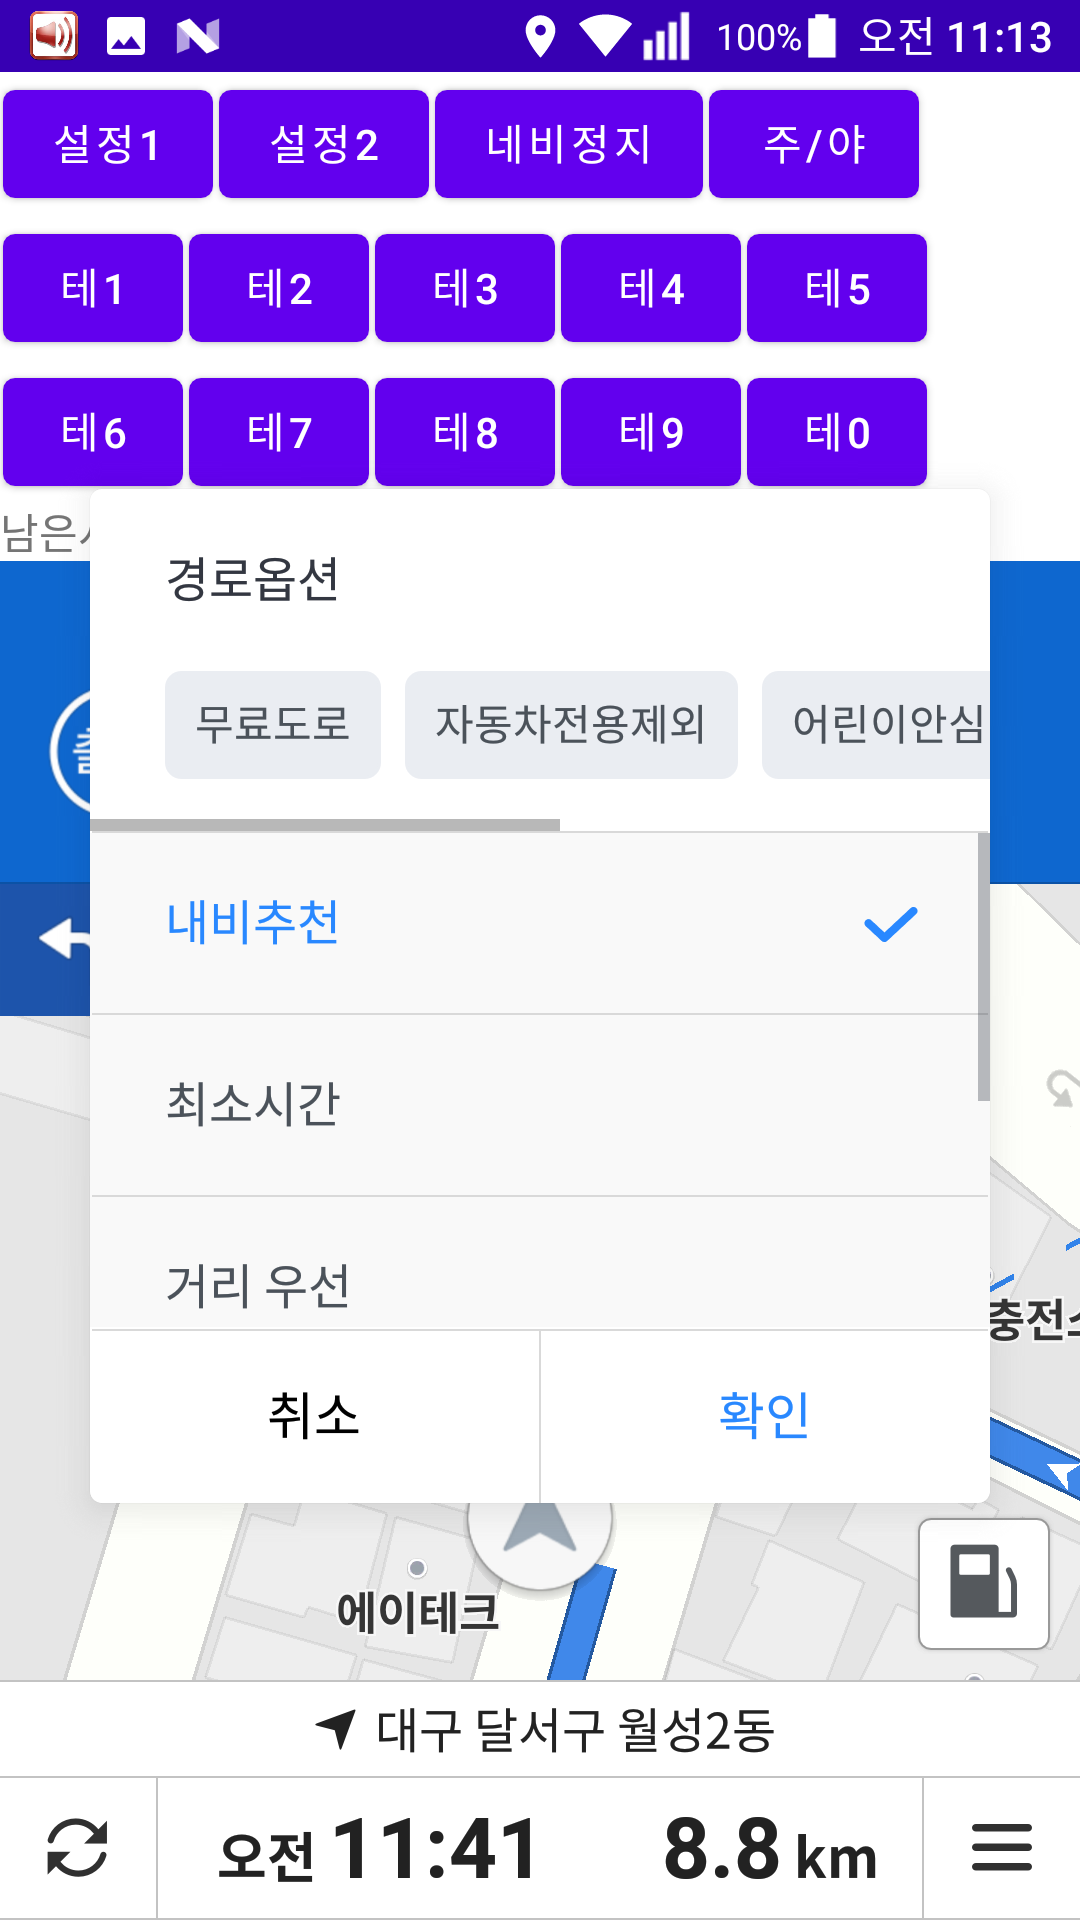 100% 오전 11:13
설정1 설정2 네비정지 주/야
테1 테2 테3 테4 테5
테6 테7 테8 테9 테0
남은
경로옵션
무료도로 자동차전용제외 어린이안심
내비추천
최소시간
거리 우선
충전소
취소 확인
에이테크
대구 달서구 월성2동
오전 11:41 8.8 km